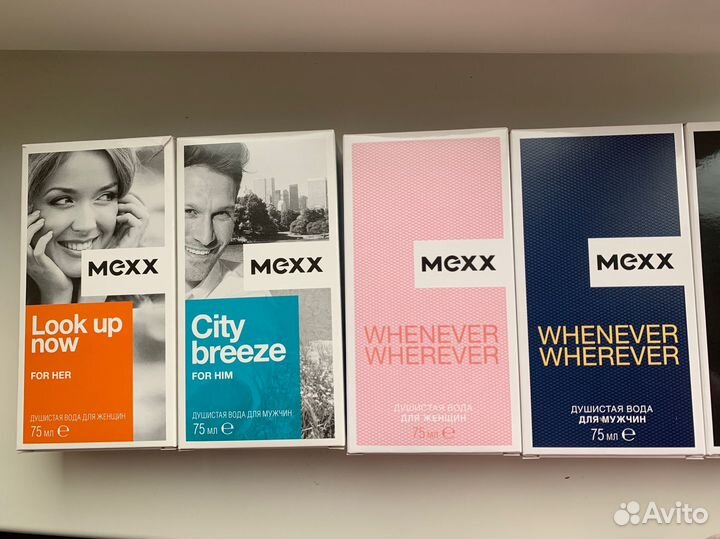 MEXX
Look up
now
FOR HER
ДУШИСТАЯ ВОДА ДЛЯ ЖЕНЩИН
75 мл ℮
MEXX
City
breeze
FOR HIM
ДУШИСТАЯ ВОДА ДЛЯ МУЖЧИН
75 мл ℮
MEXX
WHENEVER
WHEREVER
ДУШИСТАЯ ВОДА
ДЛЯ ЖЕНЩИН
75 мл ℮
MEXX
WHENEVER
WHEREVER
ДУШИСТАЯ ВОДА
ДЛЯ МУЖЧИН
75 мл ℮
Avito